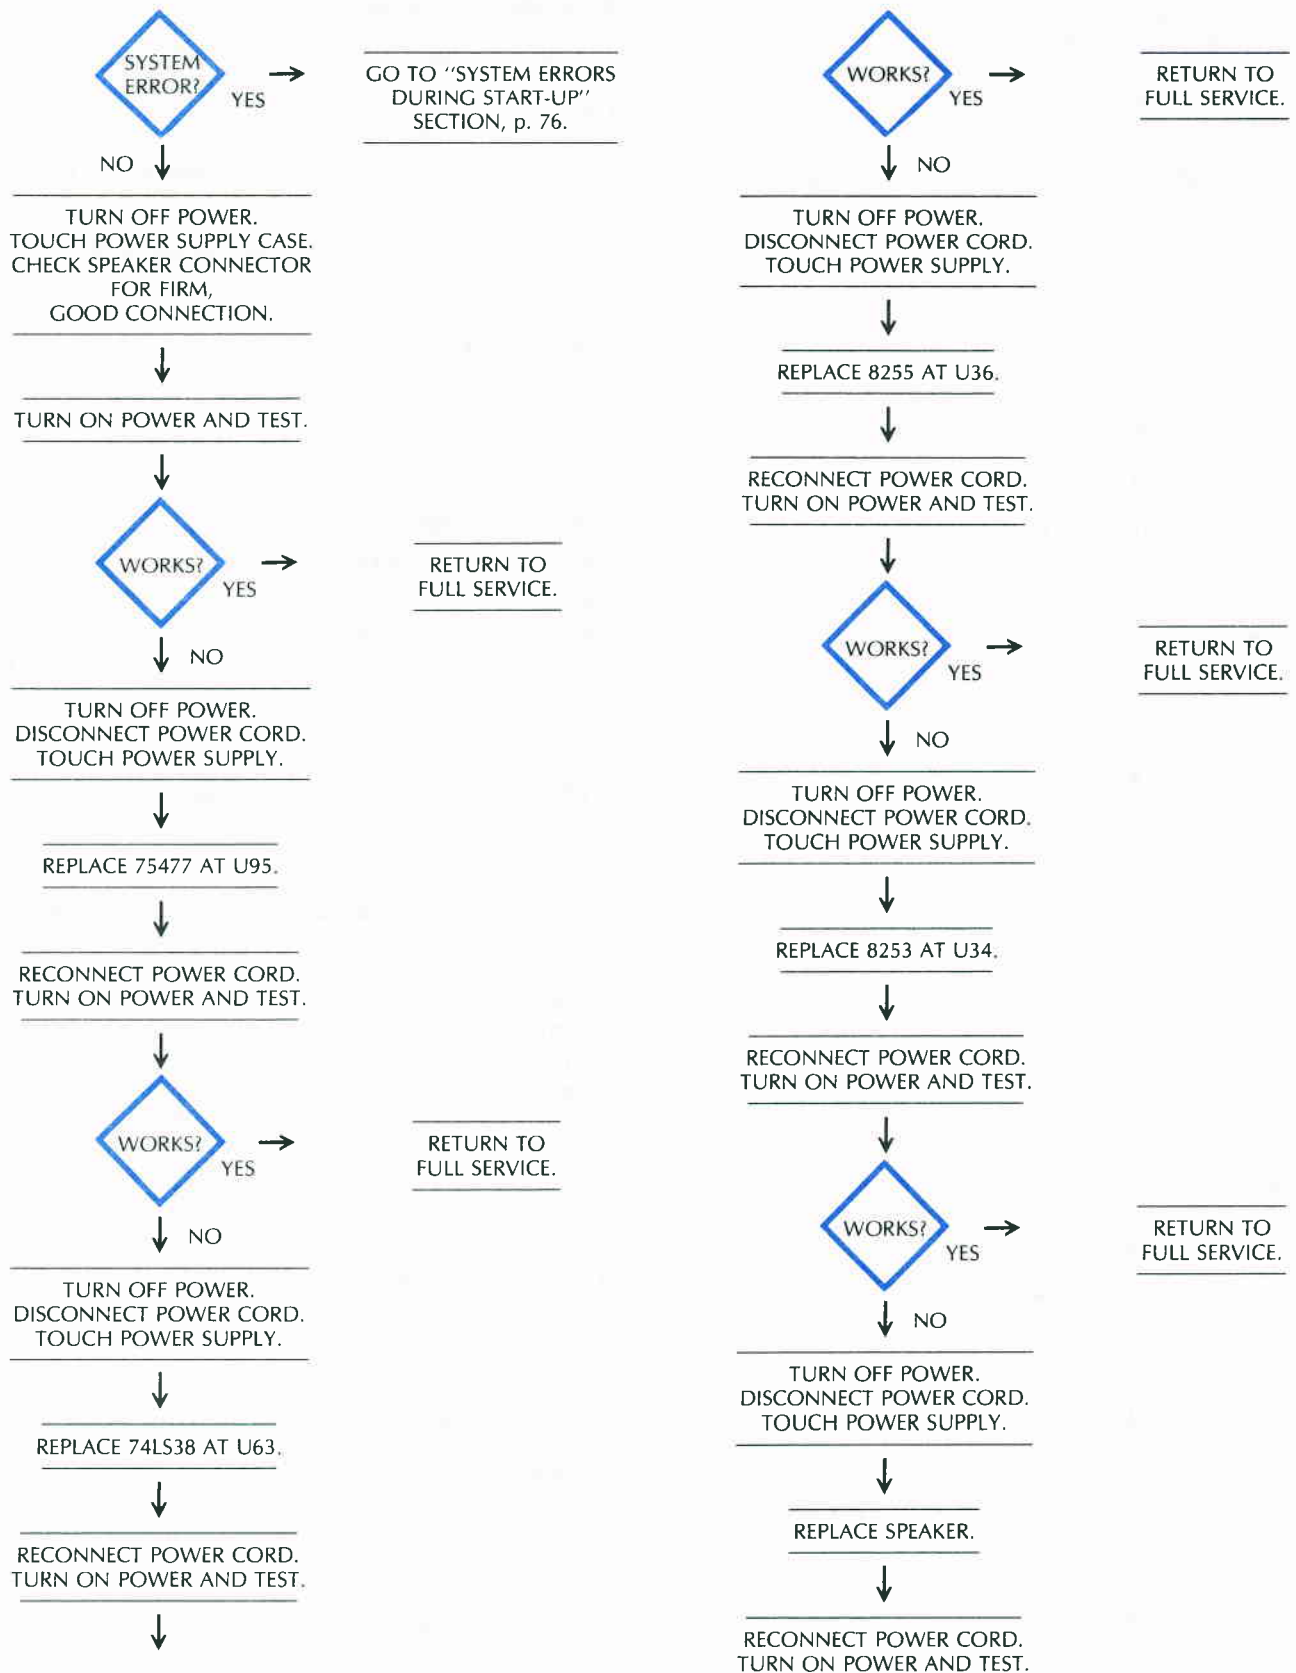 SYSTEM
ERROR?
YES
GO TO "SYSTEM ERRORS
DURING START-UP"
SECTION, p. 76.
NO
TURN OFF POWER.
TOUCH POWER SUPPLY CASE.
CHECK SPEAKER CONNECTOR
FOR FIRM,
GOOD CONNECTION.
TURN ON POWER AND TEST.
WORKS?
YES
RETURN TO
FULL SERVICE.
NO
TURN OFF POWER.
DISCONNECT POWER CORD.
TOUCH POWER SUPPLY.
REPLACE 75477 AT U95.
RECONNECT POWER CORD.
TURN ON POWER AND TEST.
WORKS?
YES
RETURN TO
FULL SERVICE.
NO
TURN OFF POWER.
DISCONNECT POWER CORD.
TOUCH POWER SUPPLY.
REPLACE 74LS38 AT U63.
RECONNECT POWER CORD.
TURN ON POWER AND TEST.
WORKS?
YES
RETURN TO
FULL SERVICE.
NO
TURN OFF POWER.
DISCONNECT POWER CORD.
TOUCH POWER SUPPLY.
REPLACE 8255 AT U36.
RECONNECT POWER CORD.
TURN ON POWER AND TEST.
WORKS?
YES
RETURN TO
FULL SERVICE.
NO
TURN OFF POWER.
DISCONNECT POWER CORD.
TOUCH POWER SUPPLY.
REPLACE 8253 AT U34.
RECONNECT POWER CORD.
TURN ON POWER AND TEST.
WORKS?
YES
RETURN TO
FULL SERVICE.
NO
TURN OFF POWER.
DISCONNECT POWER CORD.
TOUCH POWER SUPPLY.
REPLACE SPEAKER.
RECONNECT POWER CORD.
TURN ON POWER AND TEST.